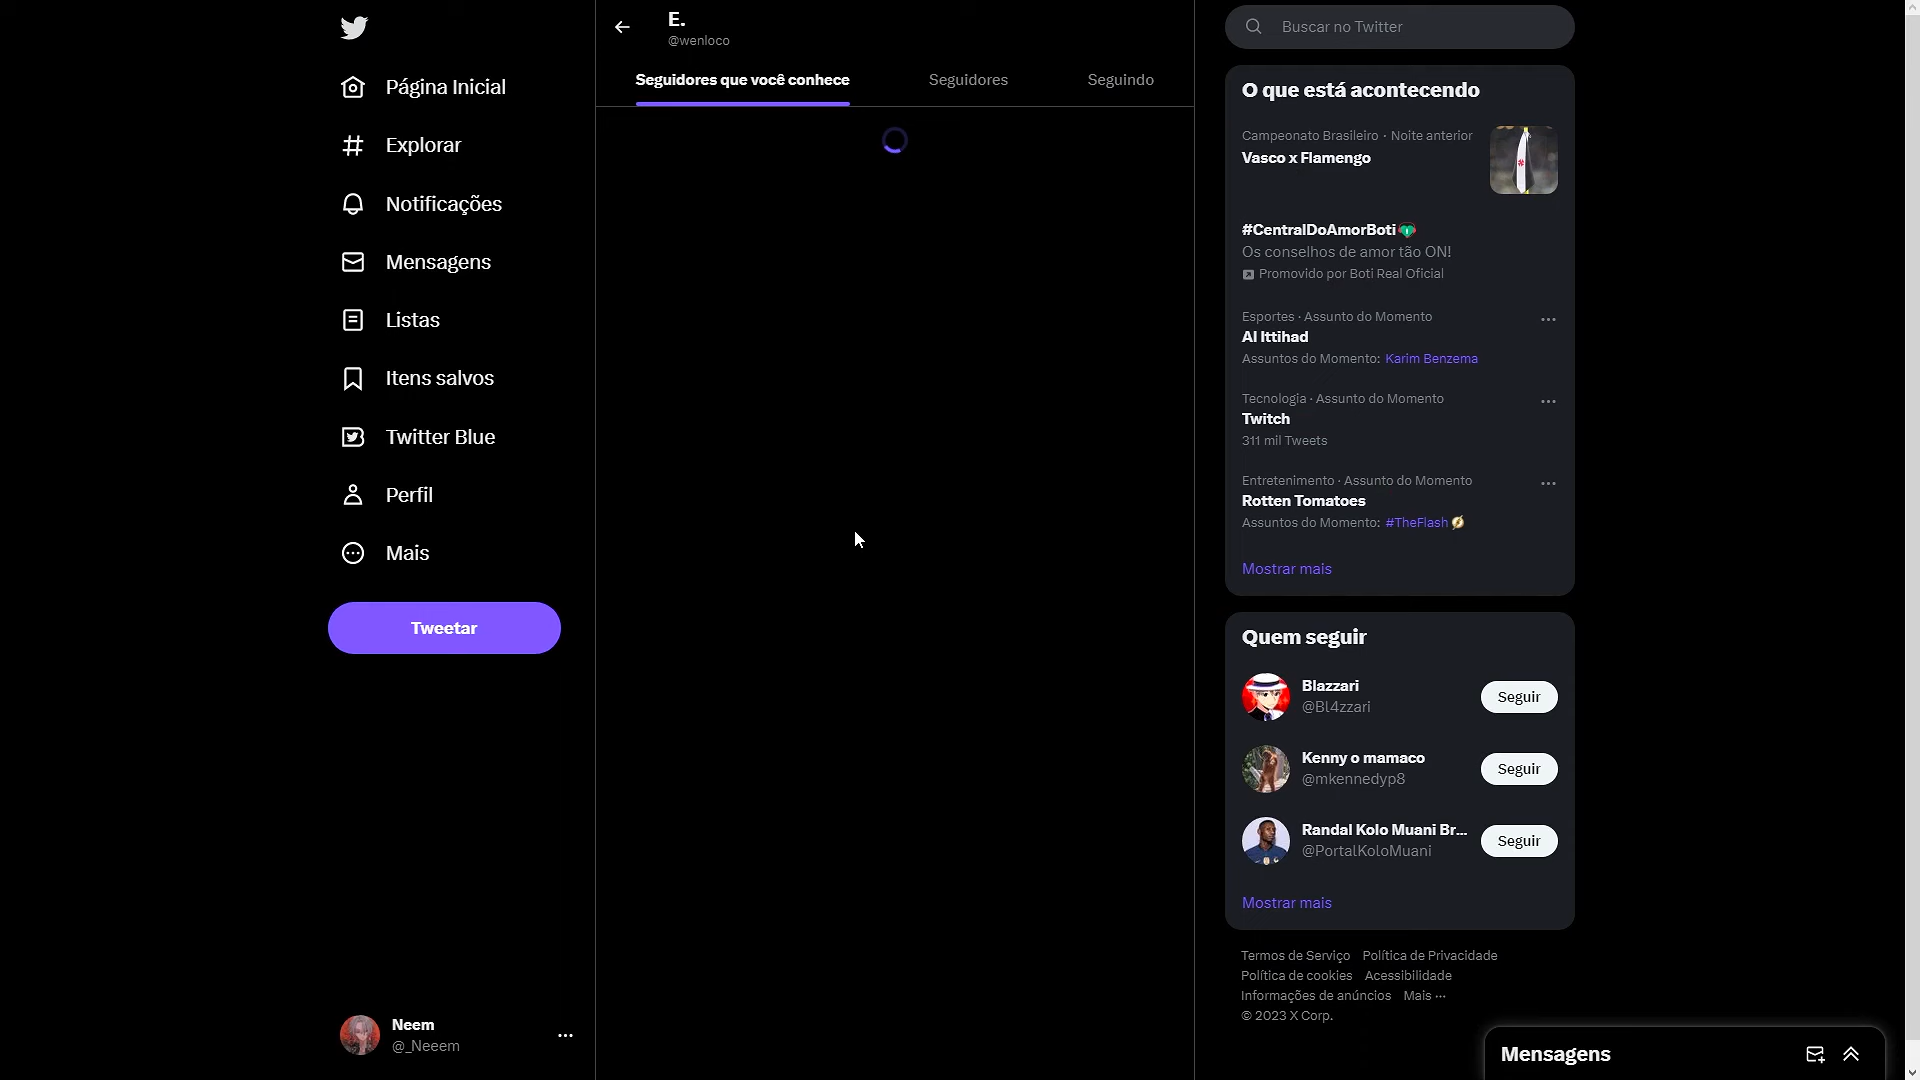 Página Inicial
Explorar
Notificações
Mensagens
Listas
Itens salvos
Twitter Blue
Perfil
Mais
Tweetar
Neem
@_Neeem
E.
@wenloco
Seguidores que você conhece
Seguidores
Seguindo
Buscar no Twitter
O que está acontecendo
Campeonato Brasileiro · Noite anterior
Vasco x Flamengo
#CentralDoAmorBoti
Os conselhos de amor tão ON!
Promovido por Boti Real Oficial
Esportes · Assunto do Momento
Al Ittihad
Assuntos do Momento: Karim Benzema
Tecnologia · Assunto do Momento
Twitch
311 mil Tweets
Entretenimento · Assunto do Momento
Rotten Tomatoes
Assuntos do Momento: #TheFlash
Mostrar mais
Quem seguir
Blazzari
@Bl4zzari
Seguir
Kenny o mamaco
@mkennedyp8
Seguir
Randal Kolo Muani Br...
@PortalKoloMuani
Seguir
Mostrar mais
Termos de Serviço Política de Privacidade
Política de cookies Acessibilidade
Informações de anúncios Mais ···
© 2023 X Corp.
Mensagens